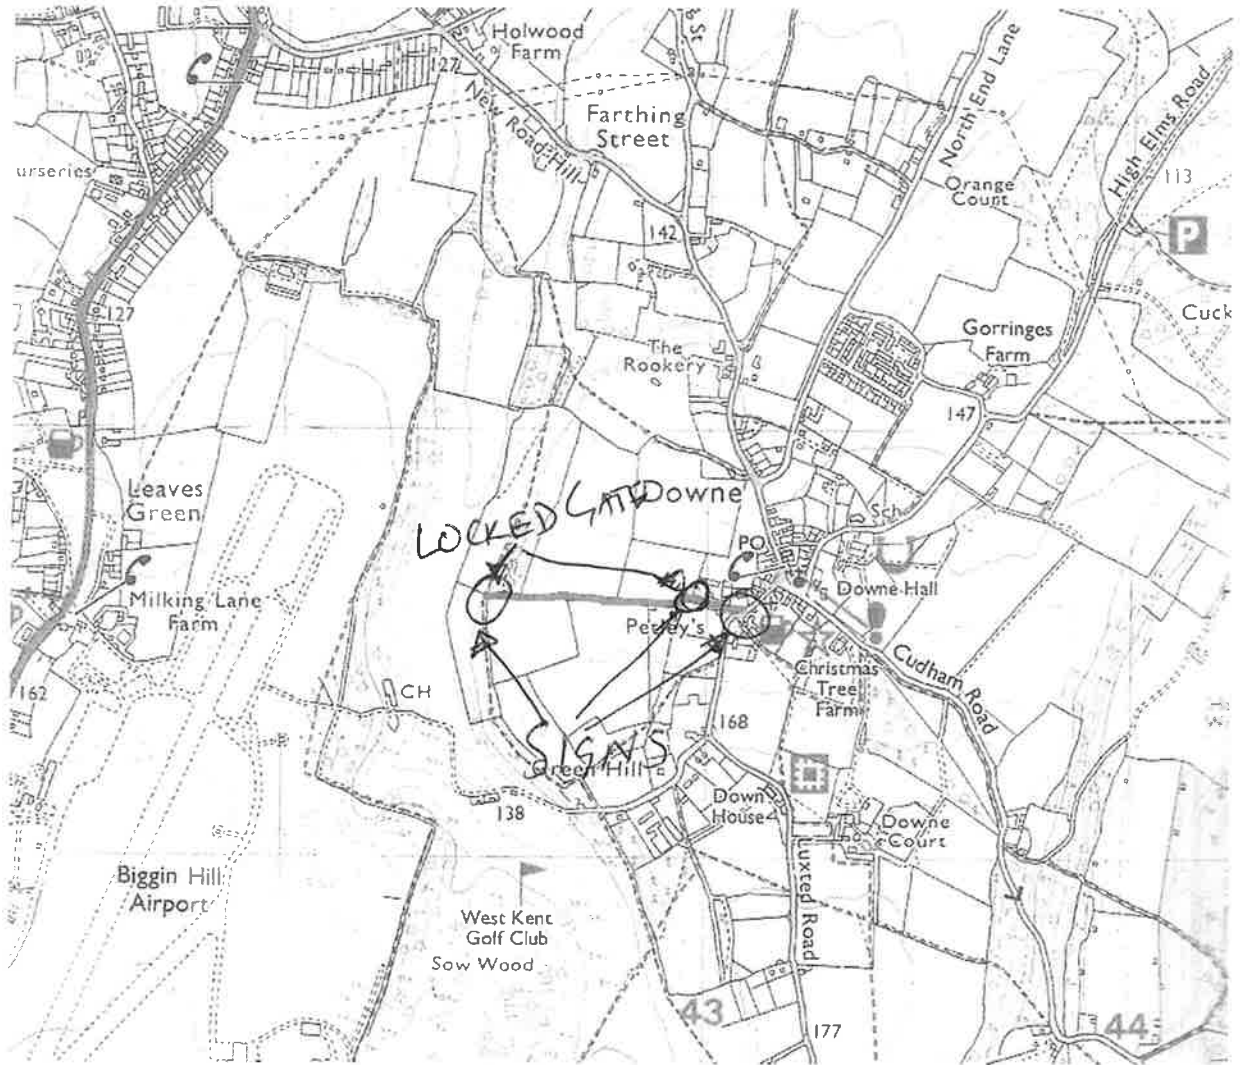 Holwood
Farm
127
New Road Hill
Farthing
Street
North End Lane
High Elms Road
113
Orange
Court
P
urseries
142
127
Cuck
Gorringes
Farm
The
Rookery
147
Leaves
Green
LOCKED GATE
Downe
Sch
PO
Downe Hall
Milking Lane
Farm
Petley's
Cudham Road
Christmas
Tree
Farm
162
CH
168
SIGNS
Green Hill
Down
House
138
Downe
Court
Luxted Road
Biggin Hill
Airport
West Kent
Golf Club
Sow Wood
43
177
44